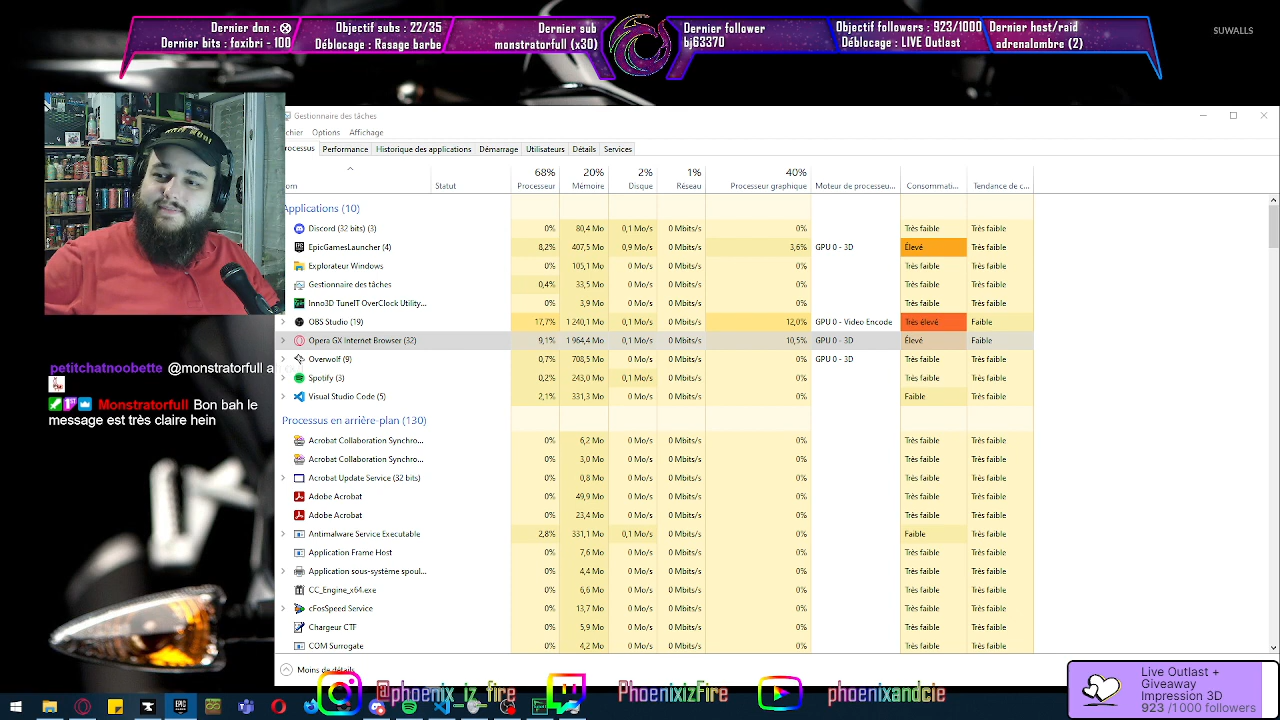 Dernier don :
Dernier bits : foxibri - 100
Objectif subs : 22/35
Déblocage : Rasage barbe
Dernier sub
monstratorfull (x30)
Dernier follower
bj63370
Objectif followers : 923/1000
Déblocage : LIVE Outlast
Dernier host/raid
adrenalombre (2)
SUWALLS
Gestionnaire des tâches
chier Options Affichage
rocessus Performance Historique des applications Démarrage Utilisateurs Détails Services
68% 20% 2% 1% 40%
om Statut Processeur Mémoire Disque Réseau Processeur graphique Moteur de processeu... Consommati... Tendance de c...
Applications (10)
Discord (32 bits) (3) 0% 80,4 Mo 0,1 Mo/s 0 Mbits/s 0% Très faible Très faible
EpicGamesLauncher (4) 8,2% 407,5 Mo 0,9 Mo/s 0 Mbits/s 3,6% GPU 0 - 3D Élevé Très faible
Explorateur Windows 0% 105,1 Mo 0 Mo/s 0 Mbits/s 0% Très faible Très faible
Gestionnaire des tâches 0,4% 33,5 Mo 0 Mo/s 0 Mbits/s 0% Très faible Très faible
Inno3D TuneIT OverClock Utility... 0% 3,9 Mo 0 Mo/s 0 Mbits/s 0% Très faible Très faible
OBS Studio (19) 17,7% 1 240,1 Mo 0,1 Mo/s 0 Mbits/s 12,0% GPU 0 - Video Encode Très élevé Faible
Opera GX Internet Browser (32) 9,1% 1 964,4 Mo 0,1 Mo/s 0 Mbits/s 10,5% GPU 0 - 3D Élevé Faible
Overwolf (9) 0,7% 708,5 Mo 0,1 Mo/s 0 Mbits/s 0% GPU 0 - 3D Très faible Très faible
Spotify (3) 0,2% 243,0 Mo 0,1 Mo/s 0 Mbits/s 0% Très faible Très faible
Visual Studio Code (5) 2,1% 331,3 Mo 0 Mo/s 0 Mbits/s 0% Faible Très faible
petitchatnoobette @monstratorfull a
Monstratorfull Bon bah le
message est très claire hein
Processus en arrière-plan (130)
Acrobat Collaboration Synchro... 0% 6,2 Mo 0 Mo/s 0 Mbits/s 0% Très faible Très faible
Acrobat Collaboration Synchro... 0% 3,0 Mo 0 Mo/s 0 Mbits/s 0% Très faible Très faible
Acrobat Update Service (32 bits) 0% 0,8 Mo 0 Mo/s 0 Mbits/s 0% Très faible Très faible
Adobe Acrobat 0% 49,9 Mo 0 Mo/s 0 Mbits/s 0% Très faible Très faible
Adobe Acrobat 0% 23,4 Mo 0 Mo/s 0 Mbits/s 0% Très faible Très faible
Antimalware Service Executable 2,8% 331,1 Mo 0,1 Mo/s 0 Mbits/s 0% Faible Très faible
Application Frame Host 0% 7,6 Mo 0 Mo/s 0 Mbits/s 0% Très faible Très faible
Application sous-système spoul... 0% 4,4 Mo 0 Mo/s 0 Mbits/s 0% Très faible Très faible
CC_Engine_x64.exe 0% 6,6 Mo 0 Mo/s 0 Mbits/s 0% Très faible Très faible
cFosSpeed Service 0% 13,7 Mo 0 Mo/s 0 Mbits/s 0% Très faible Très faible
Chargeur CTF 0% 5,9 Mo 0 Mo/s 0 Mbits/s 0% Très faible Très faible
COM Surrogate 0% 4,2 Mo 0 Mo/s 0 Mbits/s 0% Très faible Très faible
Moins de détails
@phoenix_iz_fire PhoenixizFire phoenixandcie
Live Outlast +
Giveaway
Impression 3D
923 /1000 followers